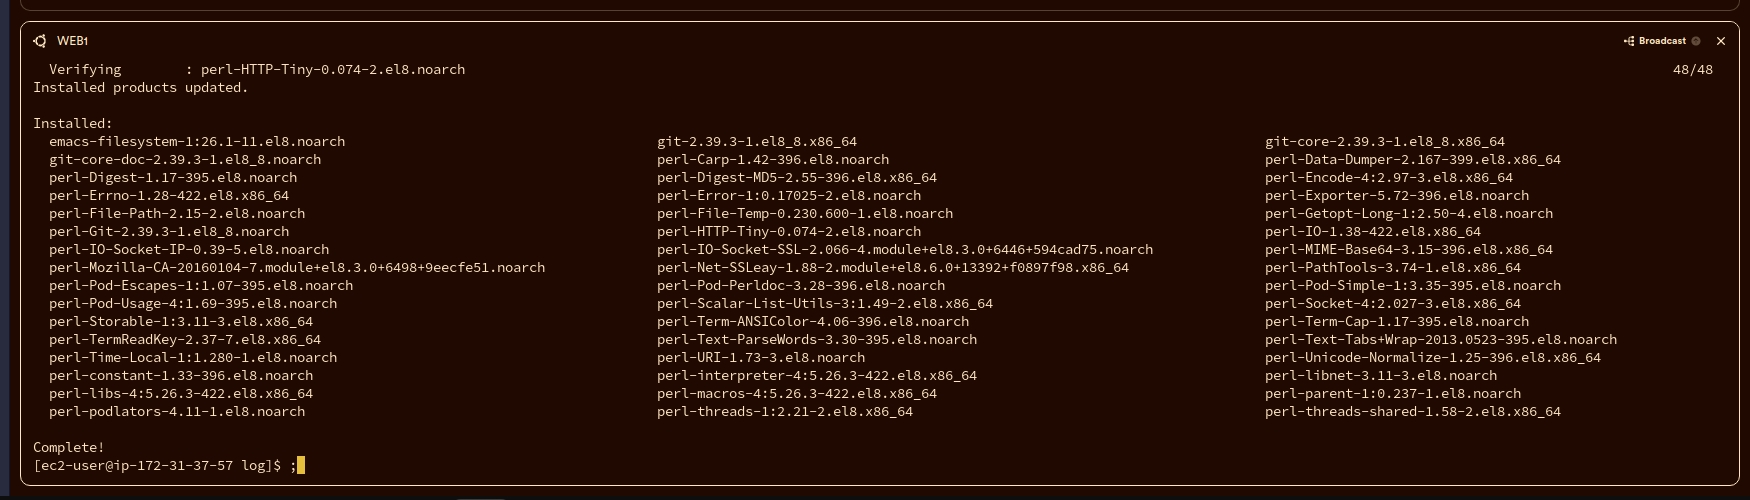 WEB1 Broadcast
Verifying : perl-HTTP-Tiny-0.074-2.el8.noarch 48/48
Installed products updated.
Installed:
emacs-filesystem-1:26.1-11.el8.noarch git-2.39.3-1.el8_8.x86_64 git-core-2.39.3-1.el8_8.x86_64
git-core-doc-2.39.3-1.el8_8.noarch perl-Carp-1.42-396.el8.noarch perl-Data-Dumper-2.167-399.el8.x86_64
perl-Digest-1.17-395.el8.noarch perl-Digest-MD5-2.55-396.el8.x86_64 perl-Encode-4:2.97-3.el8.x86_64
perl-Errno-1.28-422.el8.x86_64 perl-Error-1:0.17025-2.el8.noarch perl-Exporter-5.72-396.el8.noarch
perl-File-Path-2.15-2.el8.noarch perl-File-Temp-0.230.600-1.el8.noarch perl-Getopt-Long-1:2.50-4.el8.noarch
perl-Git-2.39.3-1.el8_8.noarch perl-HTTP-Tiny-0.074-2.el8.noarch perl-IO-1.38-422.el8.x86_64
perl-IO-Socket-IP-0.39-5.el8.noarch perl-IO-Socket-SSL-2.066-4.module+el8.3.0+6446+594cad75.noarch perl-MIME-Base64-3.15-396.el8.x86_64
perl-Mozilla-CA-20160104-7.module+el8.3.0+6498+9eecfe51.noarch perl-Net-SSLeay-1.88-2.module+el8.6.0+13392+f0897f98.x86_64 perl-PathTools-3.74-1.el8.x86_64
perl-Pod-Escapes-1:1.07-395.el8.noarch perl-Pod-Perldoc-3.28-396.el8.noarch perl-Pod-Simple-1:3.35-395.el8.noarch
perl-Pod-Usage-4:1.69-395.el8.noarch perl-Scalar-List-Utils-3:1.49-2.el8.x86_64 perl-Socket-4:2.027-3.el8.x86_64
perl-Storable-1:3.11-3.el8.x86_64 perl-Term-ANSIColor-4.06-396.el8.noarch perl-Term-Cap-1.17-395.el8.noarch
perl-TermReadKey-2.37-7.el8.x86_64 perl-Text-ParseWords-3.30-395.el8.noarch perl-Text-Tabs+Wrap-2013.0523-395.el8.noarch
perl-Time-Local-1:1.280-1.el8.noarch perl-URI-1.73-3.el8.noarch perl-Unicode-Normalize-1.25-396.el8.x86_64
perl-constant-1.33-396.el8.noarch perl-interpreter-4:5.26.3-422.el8.x86_64 perl-libnet-3.11-3.el8.noarch
perl-libs-4:5.26.3-422.el8.x86_64 perl-macros-4:5.26.3-422.el8.x86_64 perl-parent-1:0.237-1.el8.noarch
perl-podlators-4.11-1.el8.noarch perl-threads-1:2.21-2.el8.x86_64 perl-threads-shared-1.58-2.el8.x86_64
Complete!
[ec2-user@ip-172-31-37-57 log]$ ;